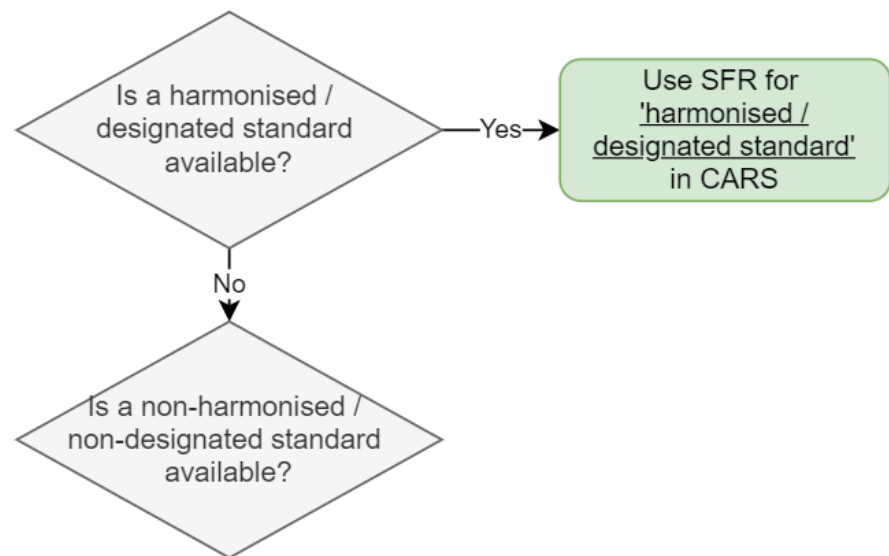 Is a harmonised /
designated standard
available?
Yes
Use SFR for
'harmonised /
designated standard'
in CARS
No
Is a non-harmonised /
non-designated standard
available?